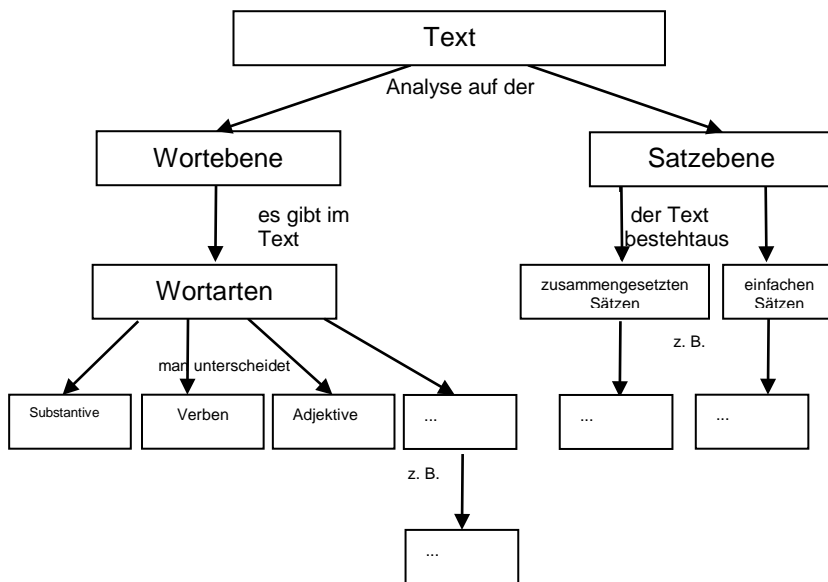 Text
Analyse auf der
Wortebene
Satzebene
es gibt im
Text
der Text
bestehtaus
Wortarten
zusammengesetzten
Sätzen
einfachen
Sätzen
z. B.
man unterscheidet
Substantive
Verben
Adjektive
...
...
...
z. B.
...